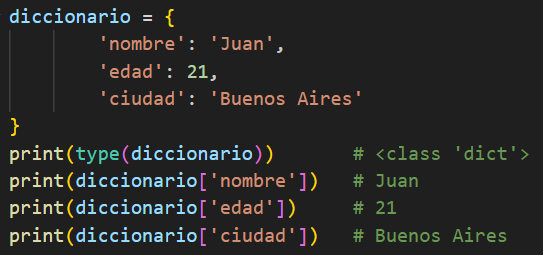 diccionario = {
        'nombre': 'Juan',
        'edad': 21,
        'ciudad': 'Buenos Aires'
}
print(type(diccionario))       # <class 'dict'>
print(diccionario['nombre'])   # Juan
print(diccionario['edad'])     # 21
print(diccionario['ciudad'])   # Buenos Aires